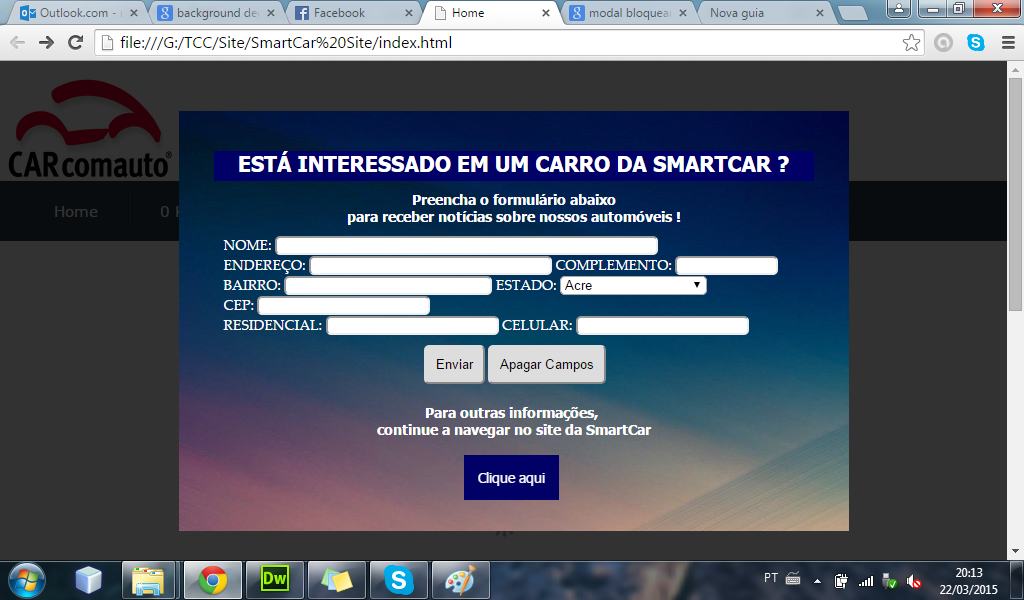 Outlook.com -
background de
Facebook
Home
modal bloquear
Nova guia
file:///G:/TCC/Site/SmartCar%20Site/index.html
CARcomauto®
Home
0
ESTÁ INTERESSADO EM UM CARRO DA SMARTCAR ?
Preencha o formulário abaixo
para receber notícias sobre nossos automóveis !
NOME:
ENDEREÇO: COMPLEMENTO:
BAIRRO: ESTADO: Acre
CEP:
RESIDENCIAL: CELULAR:
Enviar Apagar Campos
Para outras informações,
continue a navegar no site da SmartCar
Clique aqui
Dw
PT
20:13
22/03/2015